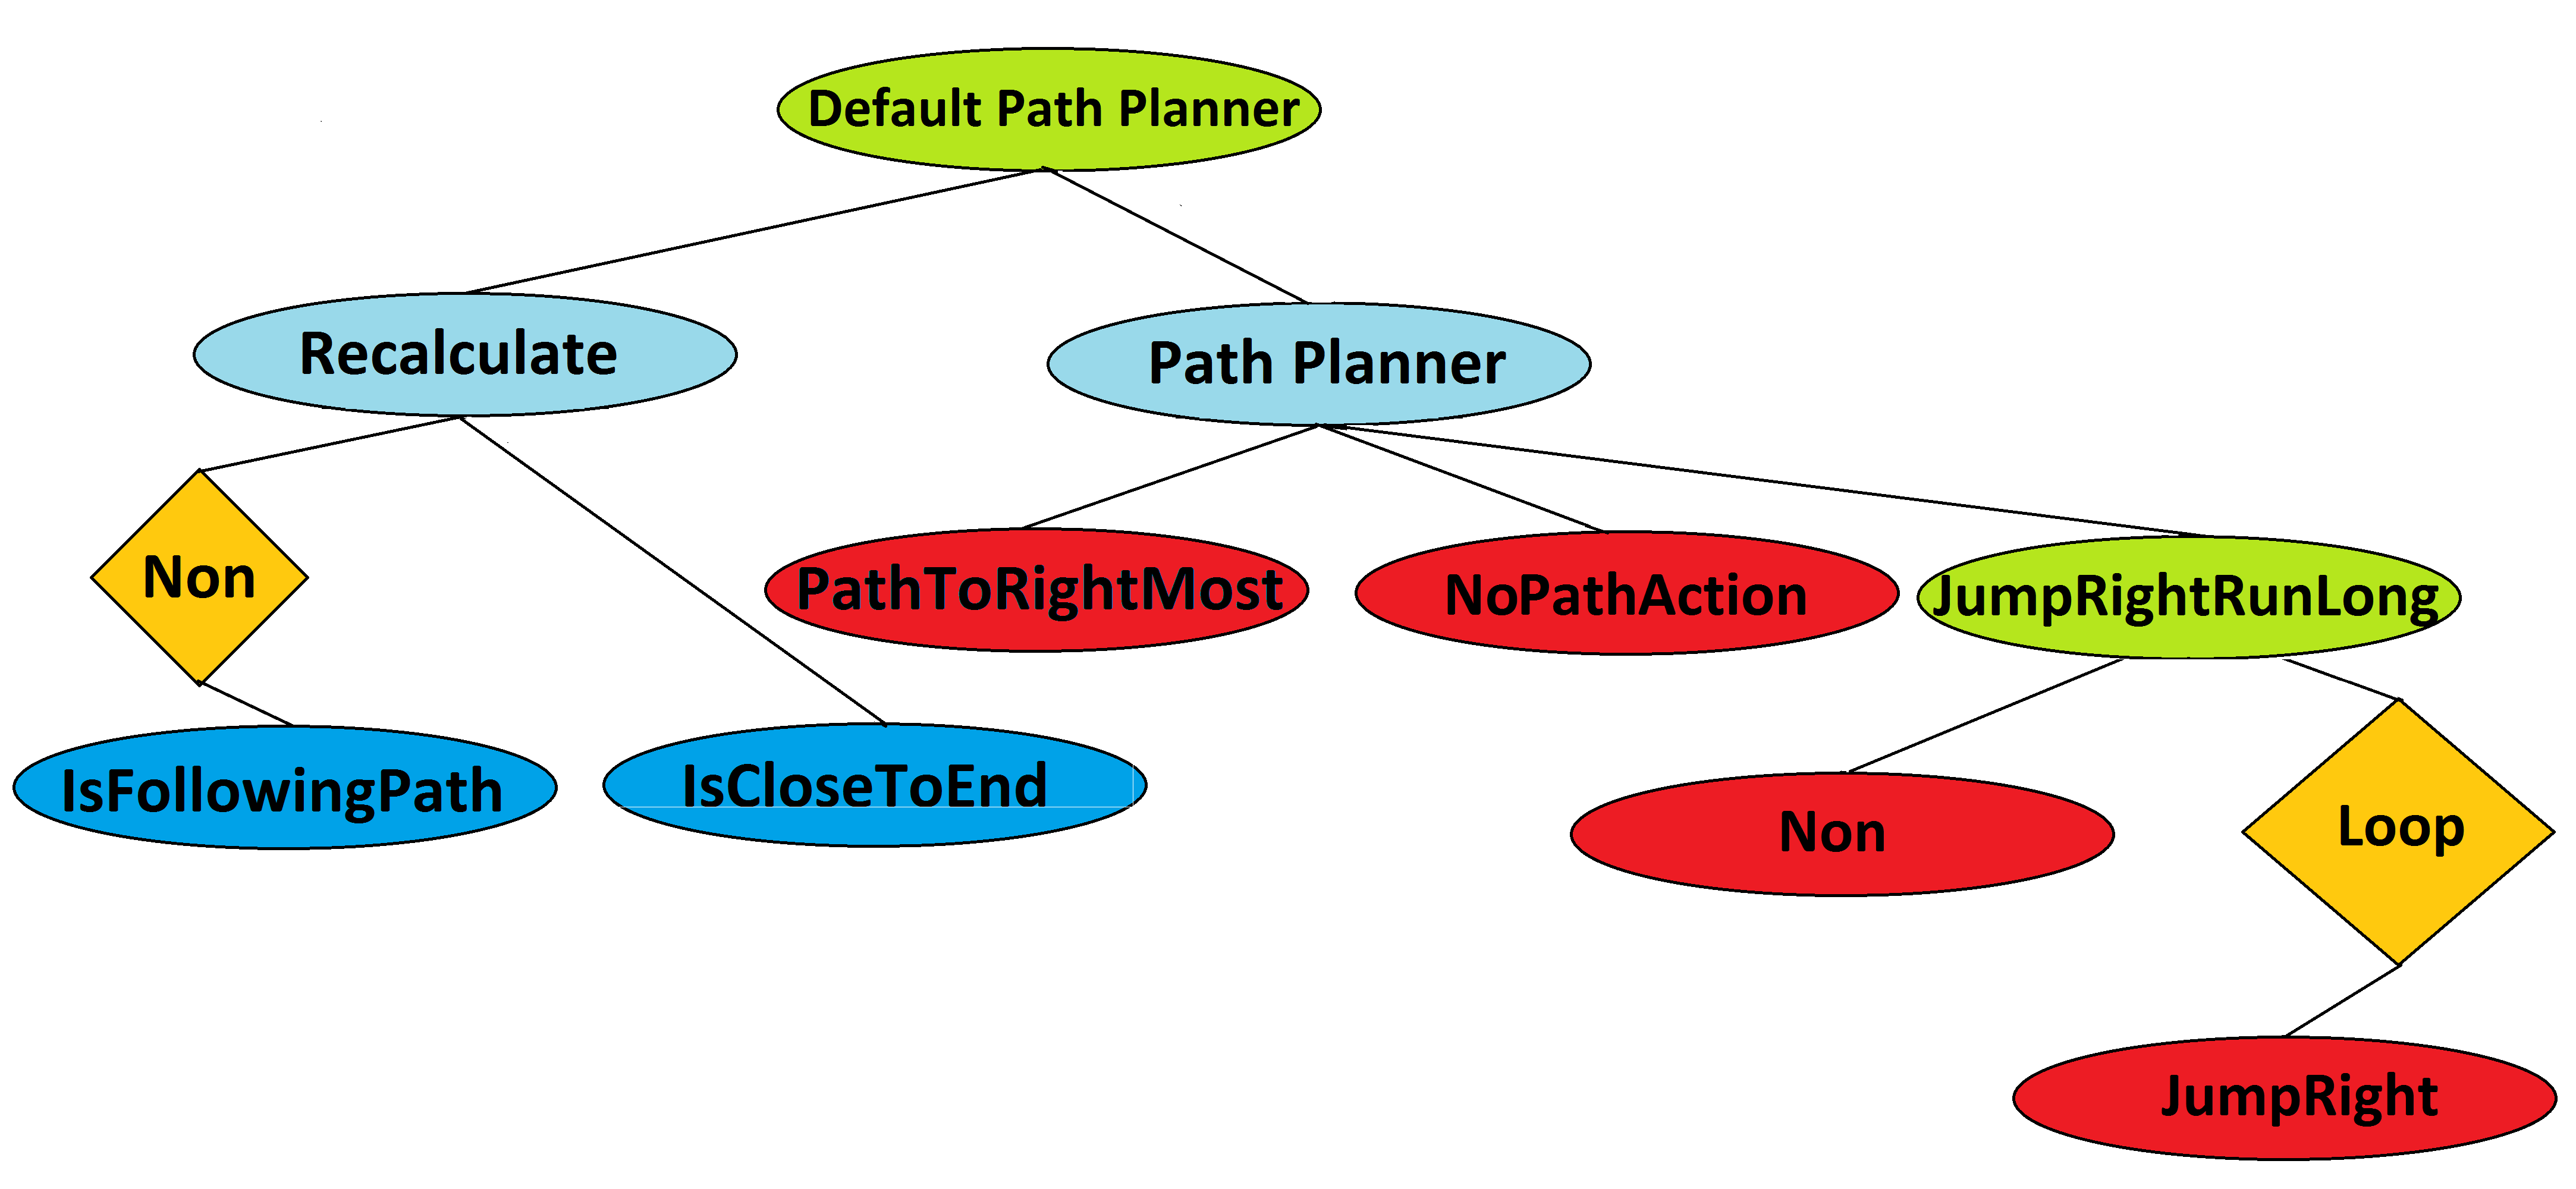 Default Path Planner
Recalculate
Path Planner
Non
PathToRightMost
NoPathAction
JumpRightRunLong
IsFollowingPath
IsCloseToEnd
Non
Loop
JumpRight